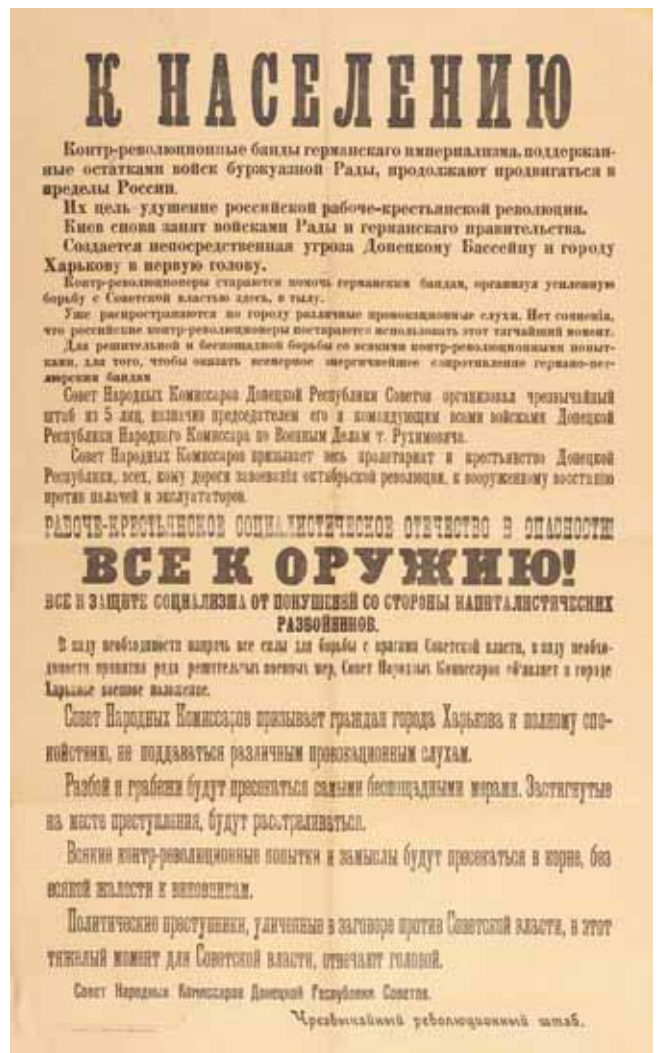 К НАСЕЛЕНИЮ
Контр-революционные банды германскаго империализма, поддержан-
ные остатками войск буржуазной Рады, продолжают продвигаться в
пределы России.
Их цель удушение российской рабоче-крестьянской революции.
Киев снова занят войсками Рады и германскаго правительства.
Создается непосредственная угроза Донецкому Бассейну и городу
Харькову в первую голову.
Контр-революционеры стараются помочь германским бандам, организуя усиленную
борьбу с Советской властью здесь, в тылу.
Уже распространяются по городу различные провокационные слухи. Нет сомнения,
что российские контр-революционеры постараются использовать этот тягчайший момент.
Для решительной и беспощадной борьбы со всякими контр-революционными попыт-
ками, для того, чтобы оказать всемерное энергичнейшее сопротивление германо-пет-
люрским бандам
Совет Народных Комиссаров Донецкой Республики Советов организовал чрезвычайный
штаб из 5 лиц, назначив председателем его и командующим всеми войсками Донецкой
Республики Народнаго Комиссара по Военным Делам т. Рухимовича.
Совет Народных Комиссаров призывает весь пролетариат и крестьянство Донецкой
Республики, всех, кому дороги завоевания октябрьской революции, к вооруженному восстанию
против палачей и эксплуататоров.
РАБОЧЕ-КРЕСТЬЯНСКОЕ СОЦИАЛИСТИЧЕСКОЕ ОТЕЧЕСТВО В ОПАСНОСТИ!
ВСЕ К ОРУЖИЮ!
ВСЕ К ЗАЩИТЕ СОЦИАЛИЗМА ОТ ПОКУШЕНИЙ СО СТОРОНЫ КАПИТАЛИСТИЧЕСКИХ
РАЗБОЙНИКОВ.
В виду необходимости напрячь все силы для борьбы с врагами Советской власти, в виду необхо-
димости принятия ряда решительных военных мер, Совет Народных Комиссаров об'являет в городе
Харькове военное положение.
Совет Народных Комиссаров призывает граждан города Харькова к полному спо-
койствию, не поддаваться различным провокационным слухам.
Разбой и грабежи будут пресекаться самыми беспощадными мерами. Застигнутые
на месте преступления, будут расстреливаться.
Всякие контр-революционные попытки и замыслы будут пресекаться в корне, без
всякой жалости к виновникам.
Политические преступники, уличенные в заговоре против Советской власти, в этот
тяжелый момент для Советской власти, отвечают головой.
Совет Народных Комиссаров Донецкой Республики Советов.
Чрезвычайный революционный штаб.